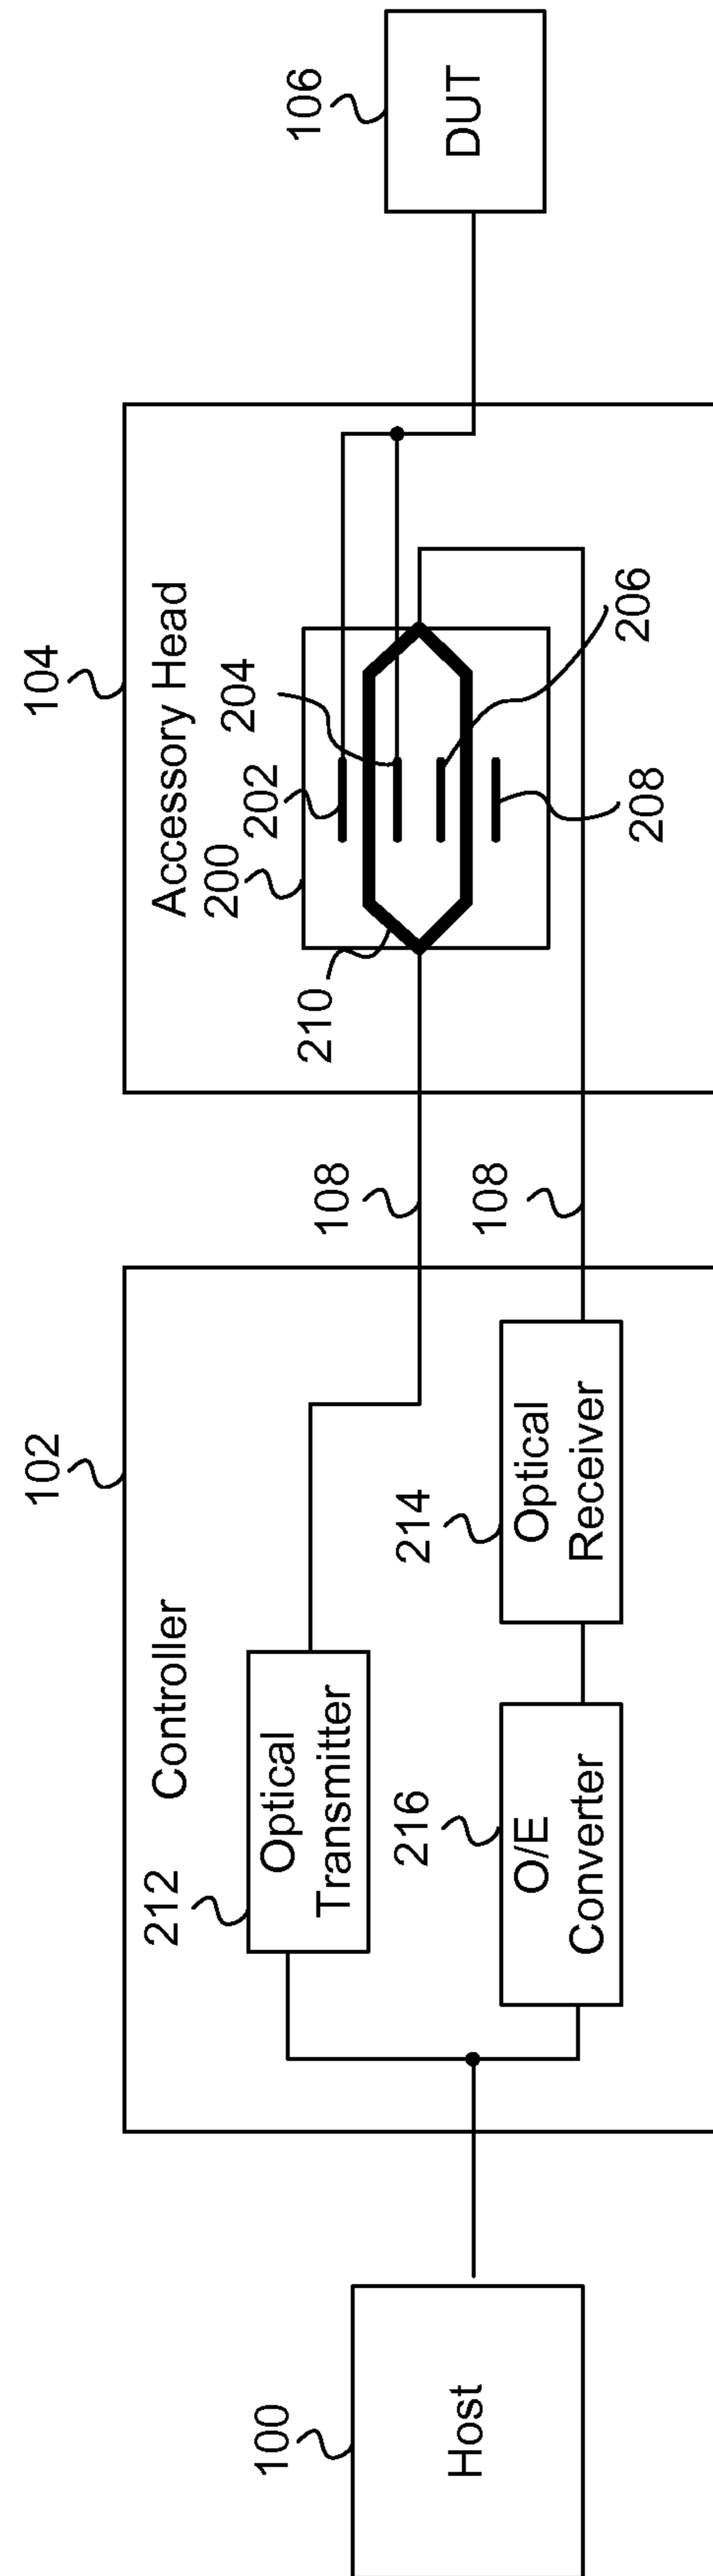 100
Host
102
Controller
212
Optical
Transmitter
216
O/E
Converter
214
Optical
Receiver
108
108
104
Accessory Head
200
202
204
210
206
208
106
DUT